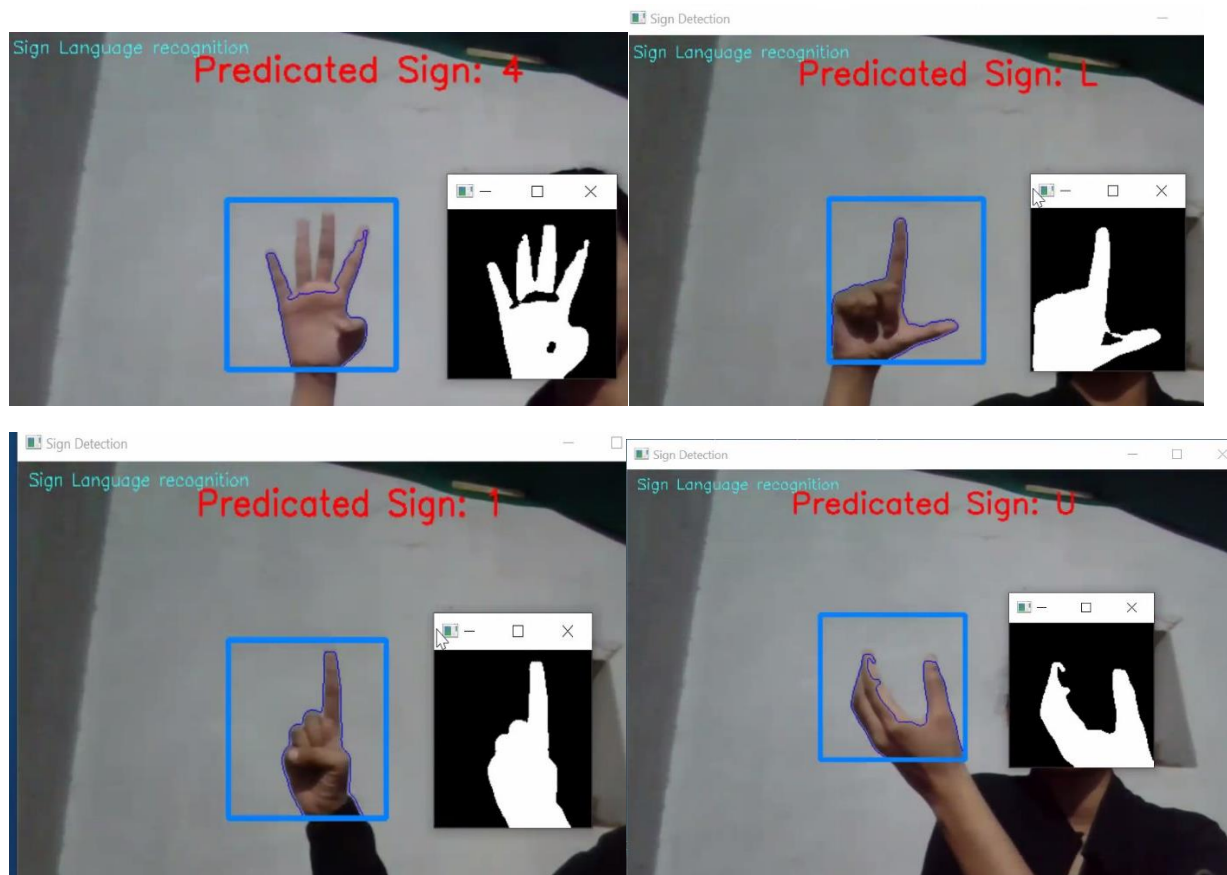 Sign Language recognition
Predicated Sign: 4
Sign Detection
Sign Language recognition
Predicated Sign: L
Sign Detection
Sign Language recognition
Predicated Sign: 1
Sign Detection
Sign Language recognition
Predicated Sign: U